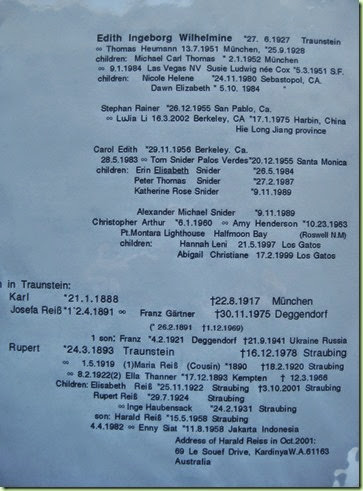 Edith Ingeborg Wilhelmine *27. 6.1927 Traunstein
∞ Thomas Heumann 13.7.1951 München, *25.9.1928
children: Michael Carl Thomas * 2.1.1952 München
∞ 9.1.1984 Las Vegas NV Susie Ludwig née Cox *5.3.1951 S.F.
children: Nicole Helene *24.11.1980 Sebastopol, CA.
Dawn Elizabeth * 5.10. 1984
Stephan Rainer *26.12.1955 San Pablo, Ca.
∞ LuJia Li 16.3.2002 Berkeley, CA *17.1.1975 Harbin, China
Hie Long Jiang province
Carol Edith *29.11.1956 Berkeley, Ca.
28.5.1983 ∞ Tom Snider Palos Verdes*20.12.1955 Santa Monica
children: Erin Elisabeth Snider *26.5.1984
Peter Thomas Snider *27.2.1987
Katherine Rose Snider *9.11.1989
Alexander Michael Snider *9.11.1989
Christopher Arthur *6.1.1960 ∞ Amy Henderson *10.23.1963
Pt.Montara Lighthouse Halfmoon Bay (Roswell N.M)
children: Hannah Leni 21.5.1997 Los Gatos
Abigail Christiane 17.2.1999 Los Gatos
n in Traunstein:
Karl *21.1.1888 †22.8.1917 München
Josefa Reiß *1 2.4.1891 ∞ Franz Gärtner †30.11.1975 Deggendorf
(* 26.2.1891 †1.12.1969)
1 son: Franz *4.2.1921 Deggendorf †21.9.1941 Ukraine Russia
Rupert *24.3.1893 Traunstein †16.12.1978 Straubing
∞ 1.5.1919 (1)Maria Reiß (Cousin) *1890 †18.2.1920 Straubing
∞ 8.2.1922(2) Ella Thanner *17.12.1893 Kempten † 12.3.1966
Children: Elisabeth Reiß *25.11.1922 Straubing †3.10.2001 Straubing
Rupert Reiß *29.7.1924 Straubing
∞ Inge Haubensack *24.2.1931 Straubing
son: Harald Reiß *15.5.1958 Straubing
4.4.1982 ∞ Enny Siat *11.8.1958 Jakarta Indonesia
Address of Harald Reiss in Oct.2001:
69 Le Souef Drive, KardinyaW.A.6163
Australia